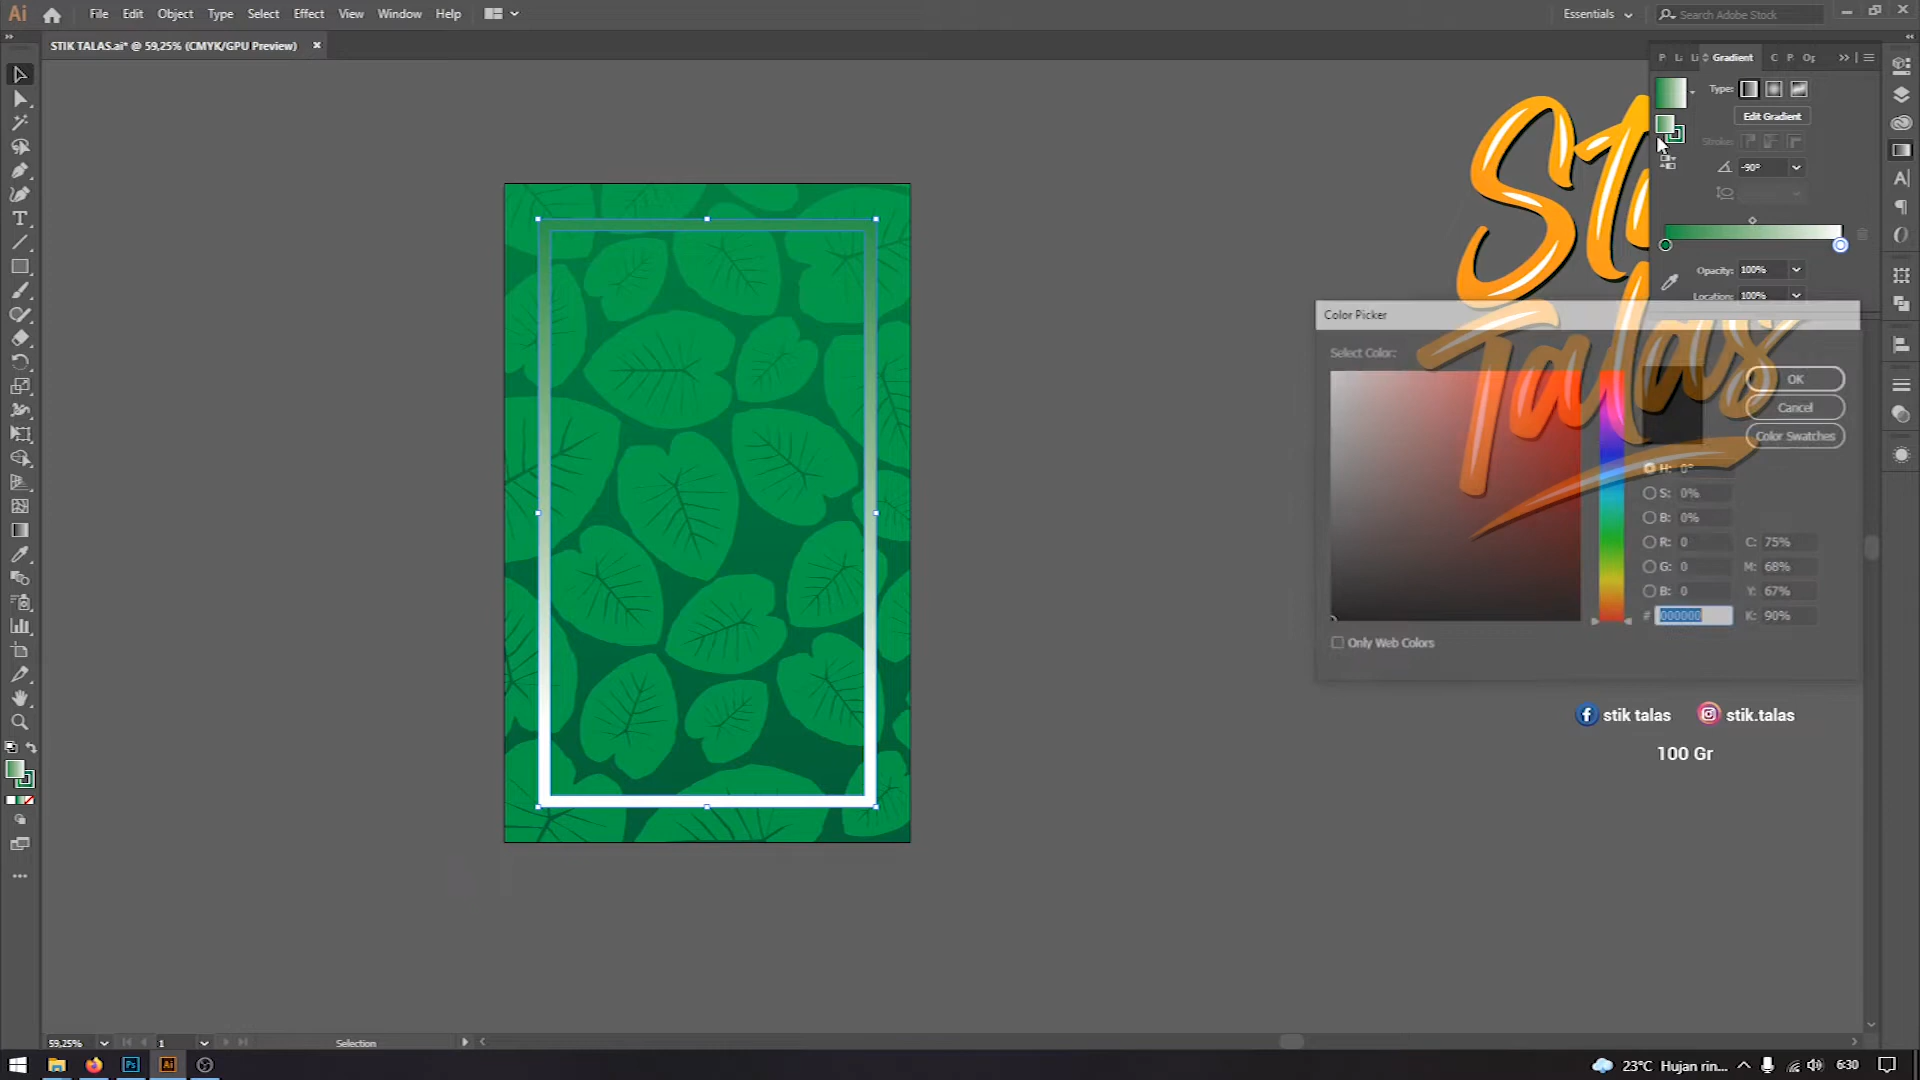 Ai File Edit Object Type Select Effect View Window Help
Essentials Search Adobe Stock
STIK TALAS.ai* @ 59,25% (CMYK/GPU Preview)
Gradient
Type:
Edit Gradient
Stroke:
-90°
Opacity: 100%
Location: 100%
Talas
Color Picker
Select Color:
OK
Cancel
Color Swatches
H: 0°
S: 0%
B: 0%
R: 0 C: 75%
G: 0 M: 68%
B: 0 Y: 67%
# 000000 K: 90%
Only Web Colors
stik talas stik.talas
100 Gr
59,25% 1 Selection
Ps Ai 23°C Hujan rin... 6:30